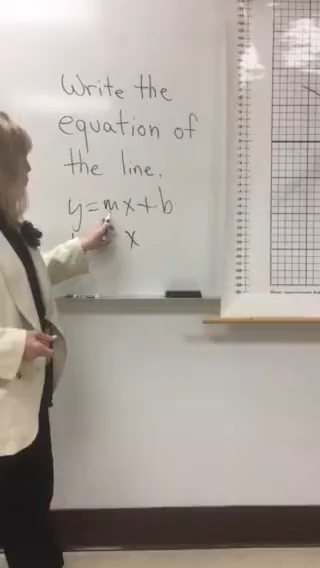 Write the
equation of
the line.
y=mx+b
x